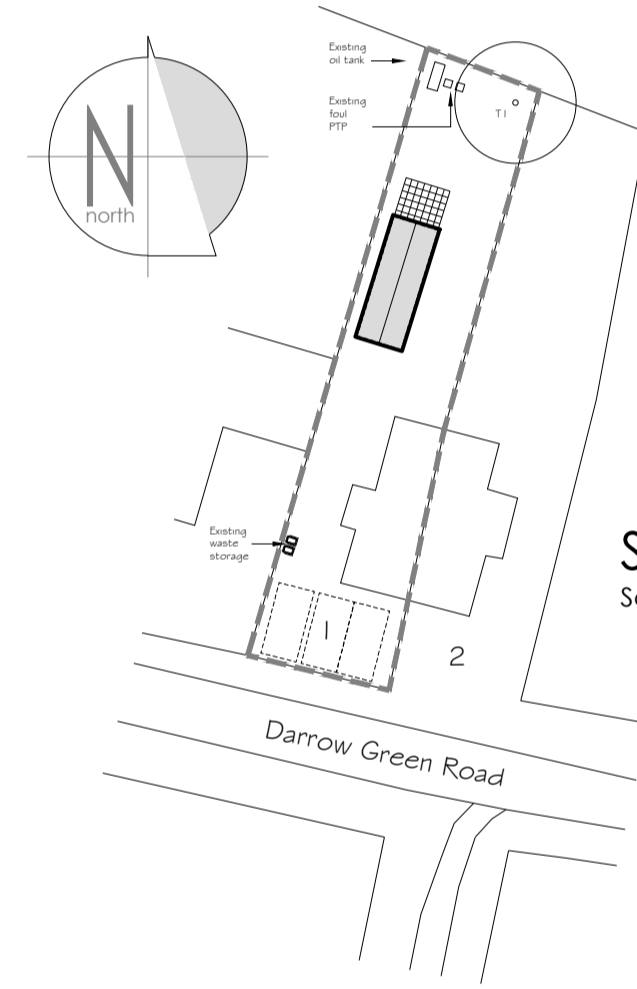 Existing
oil tank
Existing
foul
PTP
T1
N
north
Existing
waste
storage
1
2
Darrow Green Road